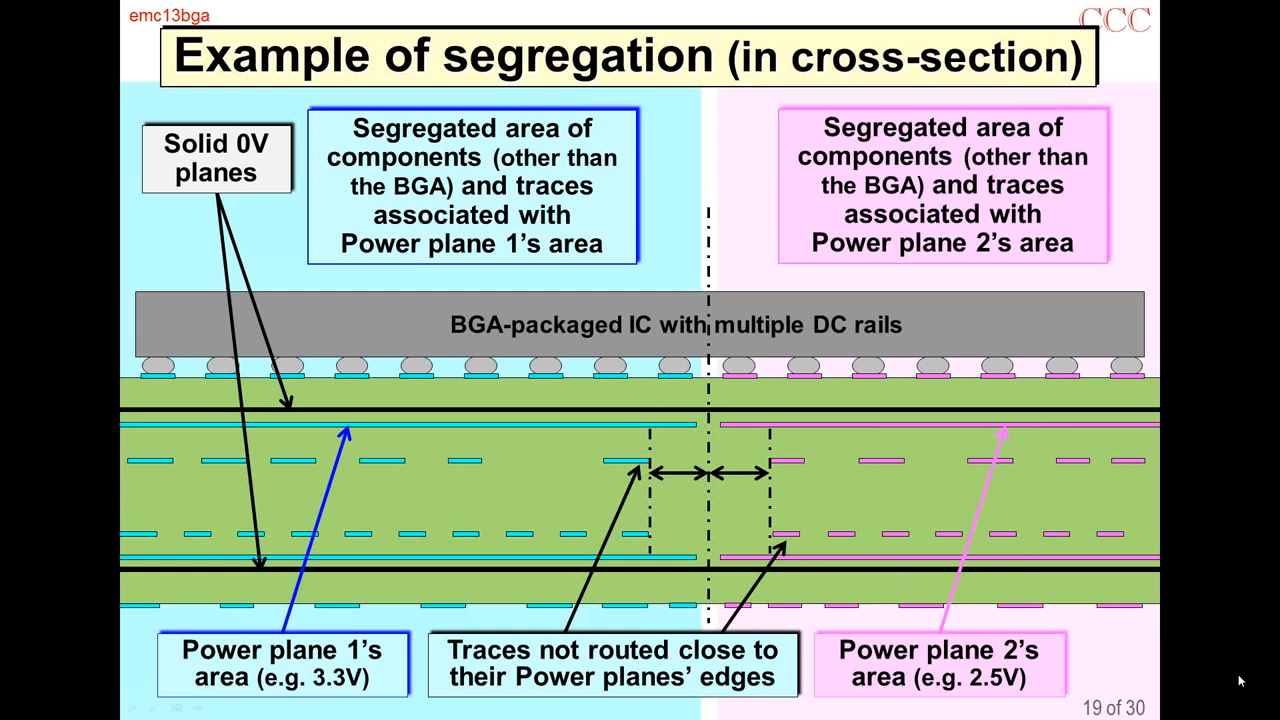 emc13bga
CCC
Example of segregation (in cross-section)
Solid 0V
planes
Segregated area of
components (other than
the BGA) and traces
associated with
Power plane 1’s area
Segregated area of
components (other than
the BGA) and traces
associated with
Power plane 2’s area
BGA-packaged IC with multiple DC rails
Power plane 1’s
area (e.g. 3.3V)
Traces not routed close to
their Power planes’ edges
Power plane 2’s
area (e.g. 2.5V)
19 of 30